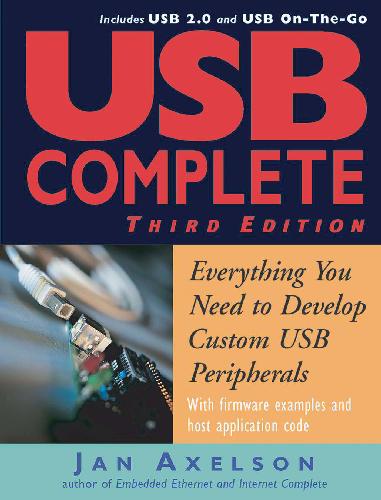 Includes USB 2.0 and USB On-The-Go
USB
COMPLETE
THIRD EDITION
Everything You
Need to Develop
Custom USB
Peripherals
With firmware examples and
host application code
JAN AXELSON
author of Embedded Ethernet and Internet Complete